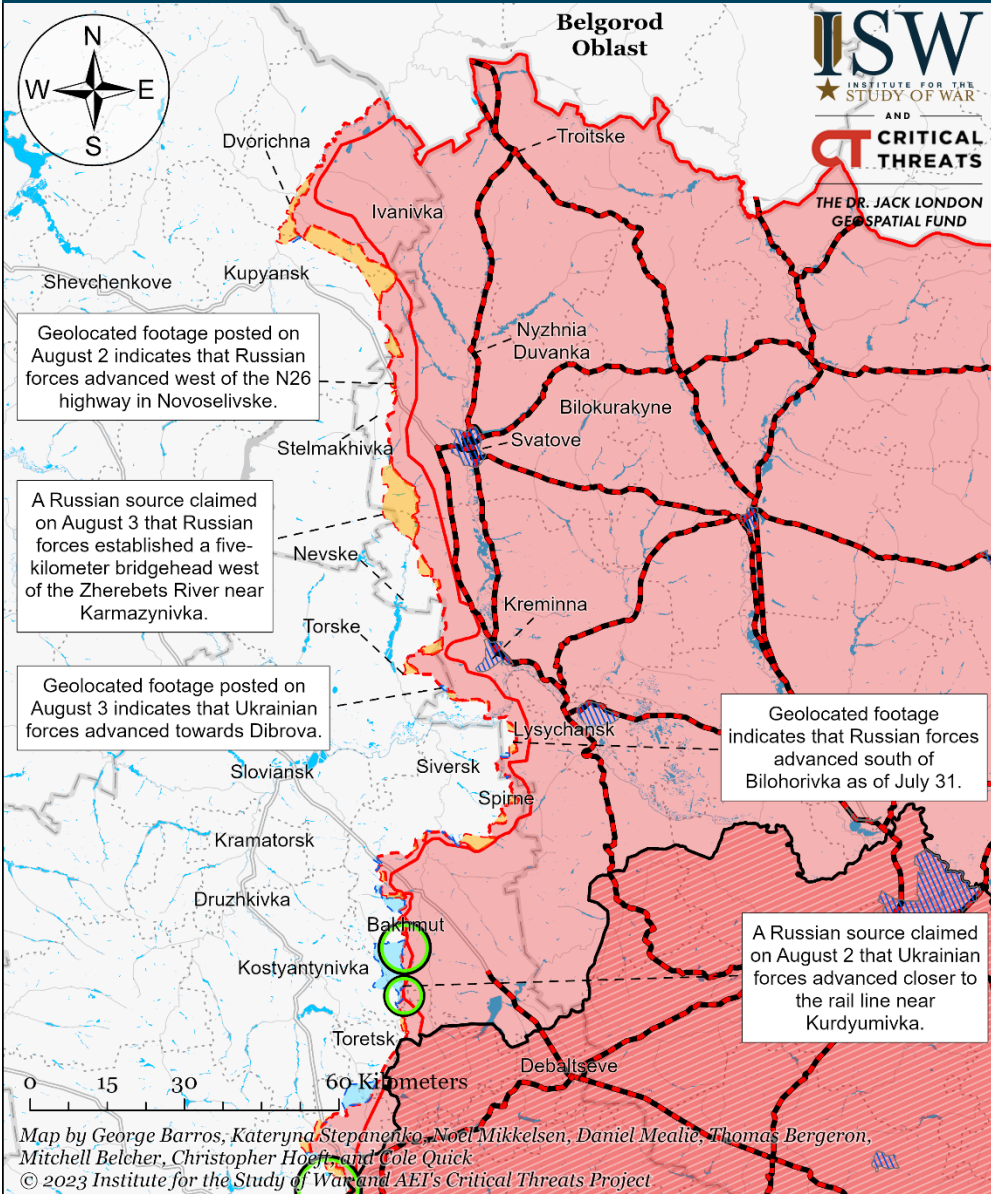 Belgorod
Oblast
N
W
E
S
ISW
INSTITUTE FOR THE
STUDY OF WAR
AND
CT CRITICAL
THREATS
THE DR. JACK LONDON
GEOSPATIAL FUND
Dvorichna
Troitske
Ivanivka
Kupyansk
Shevchenkove
Geolocated footage posted on
August 2 indicates that Russian
forces advanced west of the N26
highway in Novoselivske.
Nyzhnia
Duvanka
Bilokurakyne
Svatove
Stelmakhivka
A Russian source claimed
on August 3 that Russian
forces established a five-
kilometer bridgehead west
of the Zherebets River near
Karmazynivka.
Nevske
Kreminna
Torske
Geolocated footage posted on
August 3 indicates that Ukrainian
forces advanced towards Dibrova.
Lysychansk
Geolocated footage
indicates that Russian forces
advanced south of
Bilohorivka as of July 31.
Sloviansk
Siversk
Spirne
Kramatorsk
Druzhkivka
Bakhmut
Kostyantynivka
A Russian source claimed
on August 2 that Ukrainian
forces advanced closer to
the rail line near
Kurdyumivka.
Toretsk
Debaltseve
0 15 30 60 Kilometers
Map by George Barros, Kateryna Stepanenko, Noel Mikkelsen, Daniel Mealie, Thomas Bergeron,
Mitchell Belcher, Christopher Hoeft, and Cole Quick
© 2023 Institute for the Study of War and AEI's Critical Threats Project